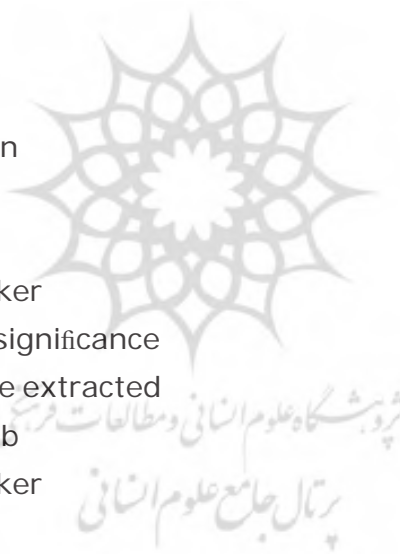 n
ker
significance
e extracted
پژوهشگاه علوم انسانی و مطالعات فرهنگی
b
ker
پرتال جامع علوم انسانی